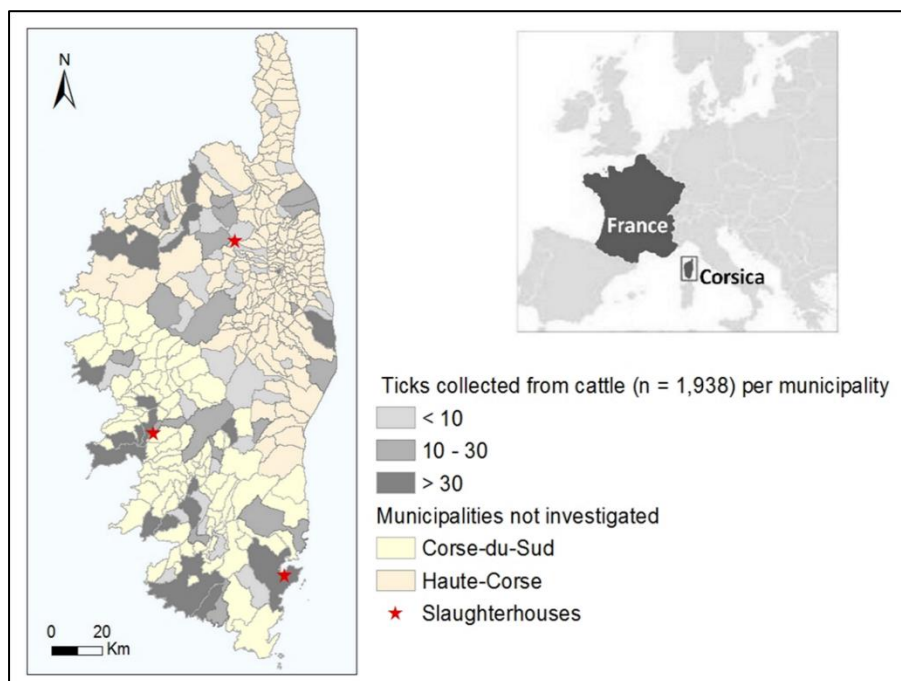 N
0 20
Km
France
Corsica
Ticks collected from cattle (n = 1,938) per municipality
< 10
10 - 30
> 30
Municipalities not investigated
Corse-du-Sud
Haute-Corse
Slaughterhouses